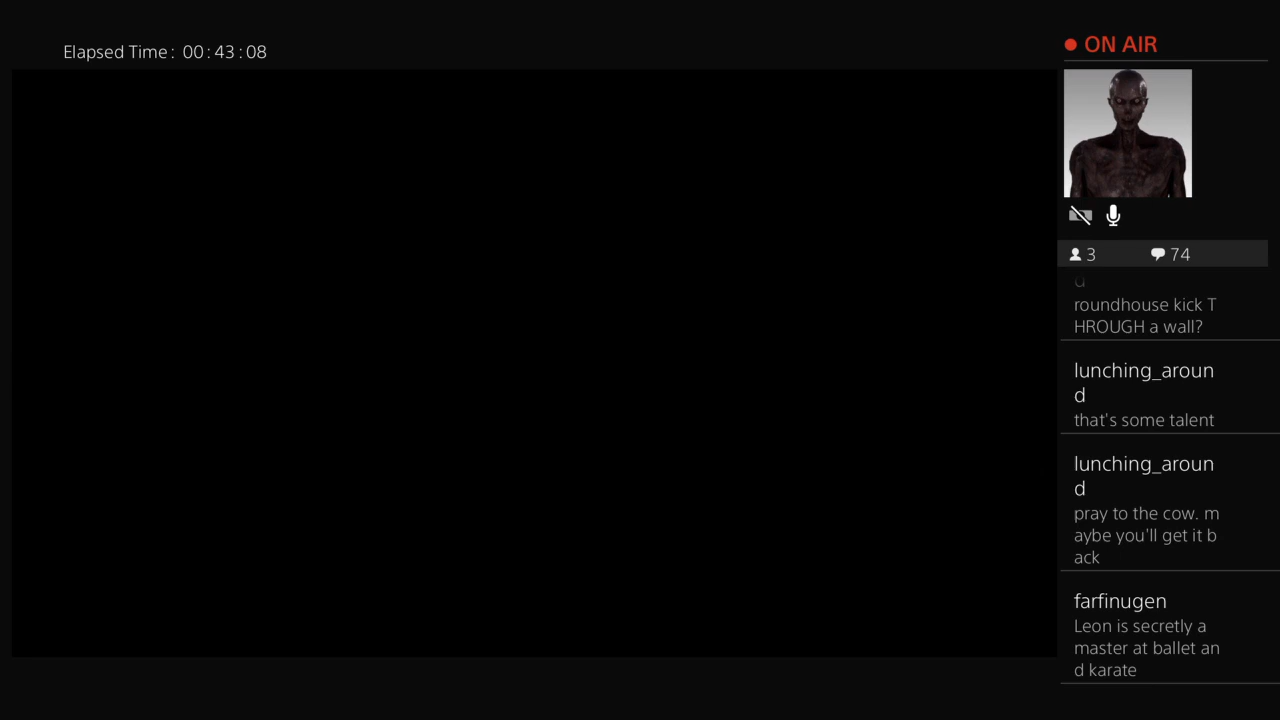 Elapsed Time: 00:43:08
ON AIR
3 74
roundhouse kick T
HROUGH a wall?
lunching_aroun
d
that's some talent
lunching_aroun
d
pray to the cow. m
aybe you'll get it b
ack
farfinugen
Leon is secretly a
master at ballet an
d karate